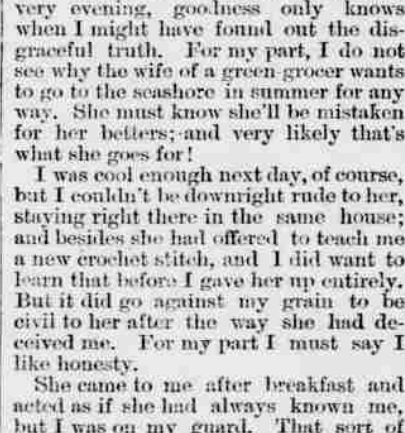 very evening, goodness only knows
when I might have found out the dis-
graceful truth. For my part, I do not
see why the wife of a green-grocer wants
to go to the seashore in summer for any
way. She must know she'll be mistaken
for her betters; and very likely that's
what she goes for!
I was cool enough next day, of course,
but I couldn't be downright rude to her,
staying right there in the same house;
and besides she had offered to teach me
a new crochet stitch, and I did want to
learn that before I gave her up entirely.
But it did go against my grain to be
civil to her after the way she had de-
ceived me. For my part I must say I
like honesty.
She came to me after breakfast and
acted as if she had always known me,
but I was on my guard. That sort of